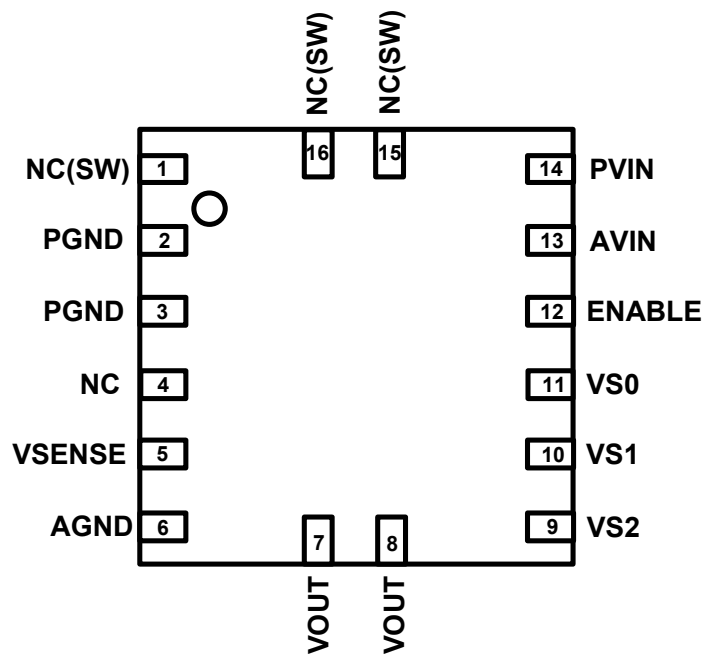 NC(SW)
NC(SW)
16
15
NC(SW) 1
14 PVIN
PGND 2
13 AVIN
PGND 3
12 ENABLE
NC 4
11 VS0
VSENSE 5
10 VS1
AGND 6
9 VS2
7
8
VOUT
VOUT